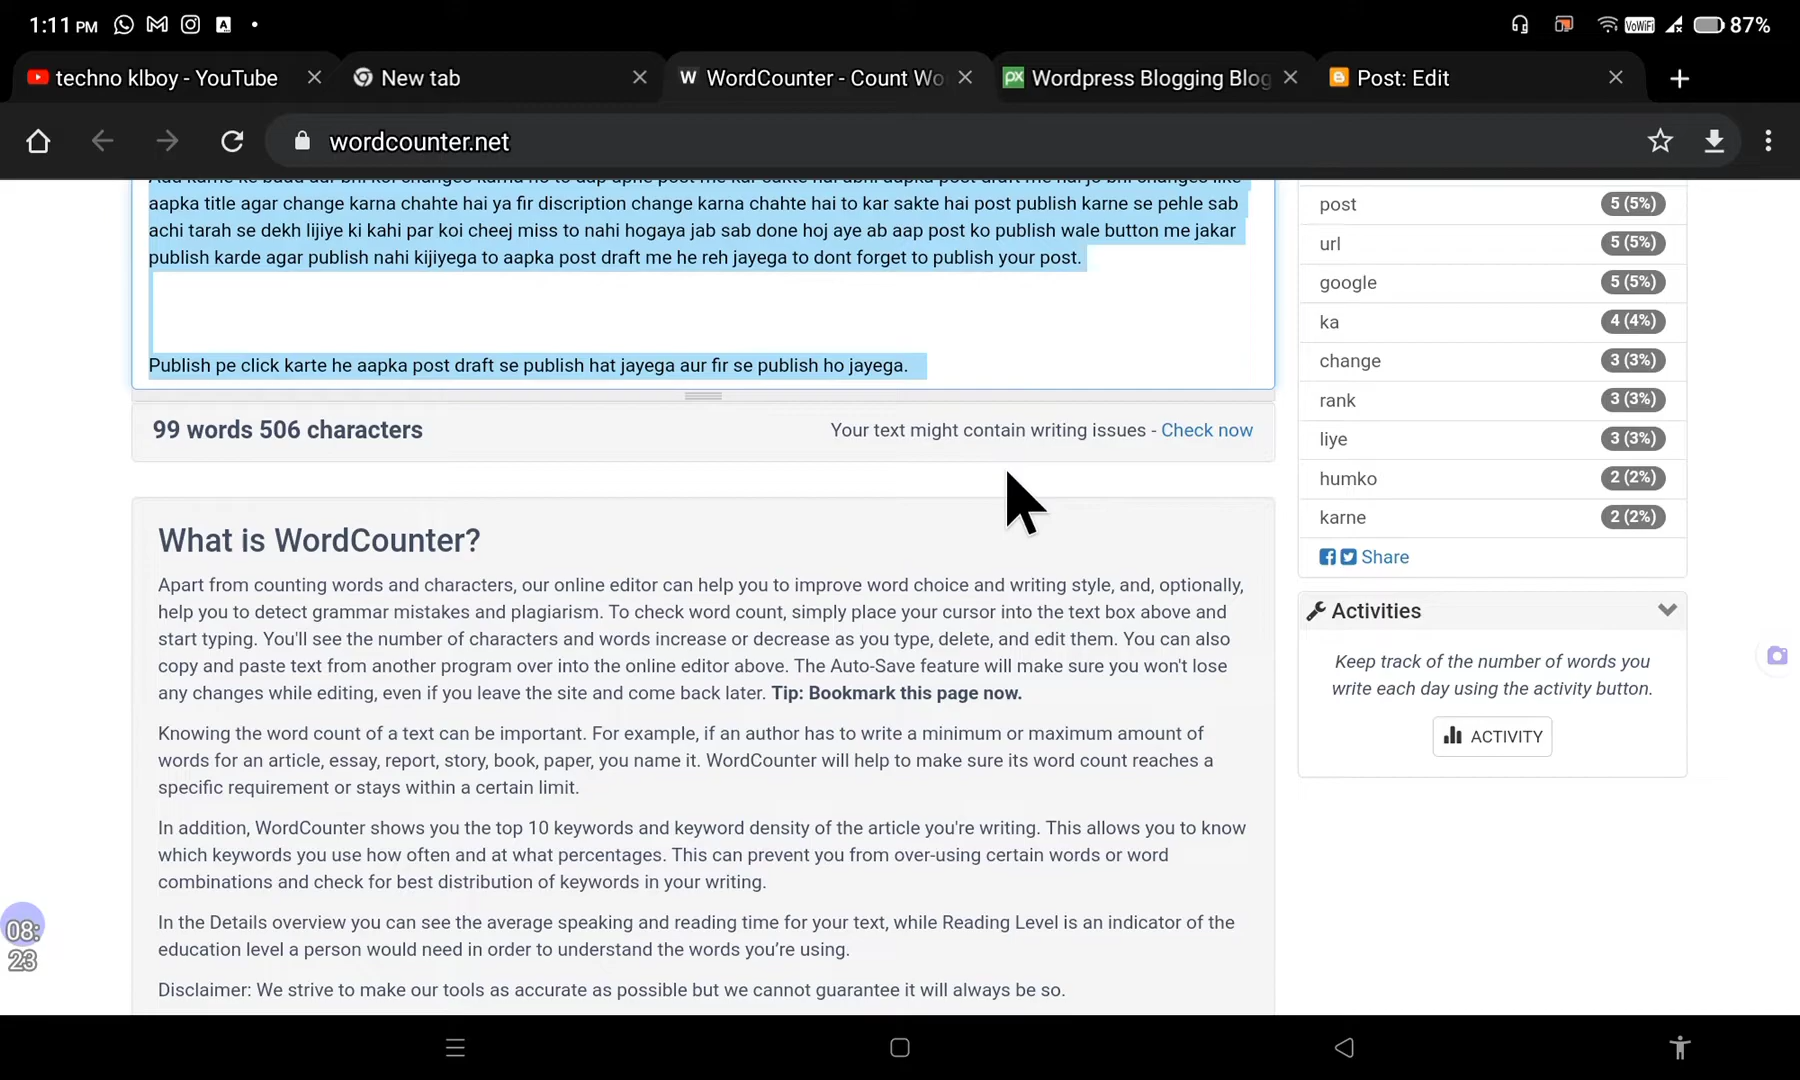 1:11 PM
87%
VoWiFi
techno klboy - YouTube
New tab
W WordCounter - Count Wo
px Wordpress Blogging Blog
Post: Edit
wordcounter.net
aapka title agar change karna chahte hai ya fir discription change karna chahte hai to kar sakte hai post publish karne se pehle sab
achi tarah se dekh lijiye ki kahi par koi cheej miss to nahi hogaya jab sab done hoj aye ab aap post ko publish wale button me jakar
publish karde agar publish nahi kijiyega to aapka post draft me he reh jayega to dont forget to publish your post.
Publish pe click karte he aapka post draft se publish hat jayega aur fir se publish ho jayega.
99 words 506 characters
Your text might contain writing issues - Check now
What is WordCounter?
Apart from counting words and characters, our online editor can help you to improve word choice and writing style, and, optionally,
help you to detect grammar mistakes and plagiarism. To check word count, simply place your cursor into the text box above and
start typing. You'll see the number of characters and words increase or decrease as you type, delete, and edit them. You can also
copy and paste text from another program over into the online editor above. The Auto-Save feature will make sure you won't lose
any changes while editing, even if you leave the site and come back later. Tip: Bookmark this page now.
Knowing the word count of a text can be important. For example, if an author has to write a minimum or maximum amount of
words for an article, essay, report, story, book, paper, you name it. WordCounter will help to make sure its word count reaches a
specific requirement or stays within a certain limit.
In addition, WordCounter shows you the top 10 keywords and keyword density of the article you're writing. This allows you to know
which keywords you use how often and at what percentages. This can prevent you from over-using certain words or word
combinations and check for best distribution of keywords in your writing.
In the Details overview you can see the average speaking and reading time for your text, while Reading Level is an indicator of the
education level a person would need in order to understand the words you’re using.
Disclaimer: We strive to make our tools as accurate as possible but we cannot guarantee it will always be so.
post 5 (5%)
url 5 (5%)
google 5 (5%)
ka 4 (4%)
change 3 (3%)
rank 3 (3%)
liye 3 (3%)
humko 2 (2%)
karne 2 (2%)
Share
Activities
Keep track of the number of words you
write each day using the activity button.
ACTIVITY
08:
23